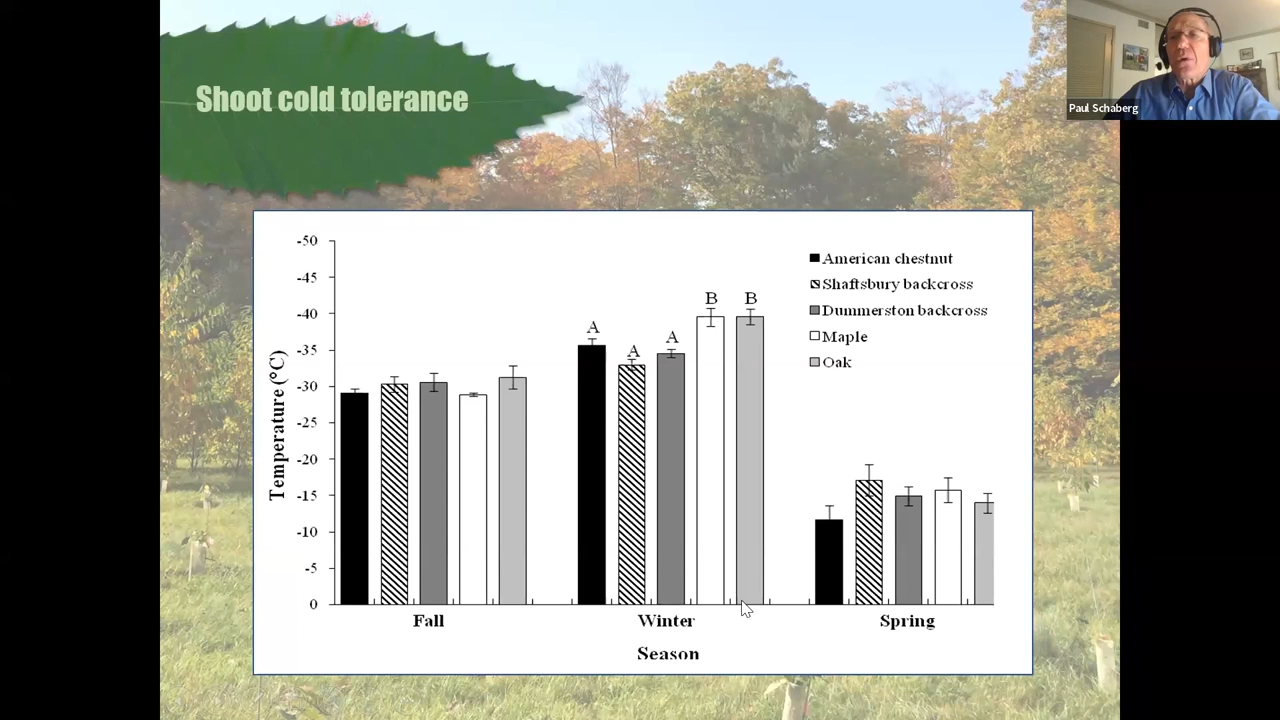 Shoot cold tolerance
Paul Schaberg
Temperature (°C)
-50
-45
-40
-35
-30
-25
-20
-15
-10
-5
0
A
A
A
B
B
American chestnut
Shaftsbury backcross
Dummerston backcross
Maple
Oak
Fall
Winter
Spring
Season